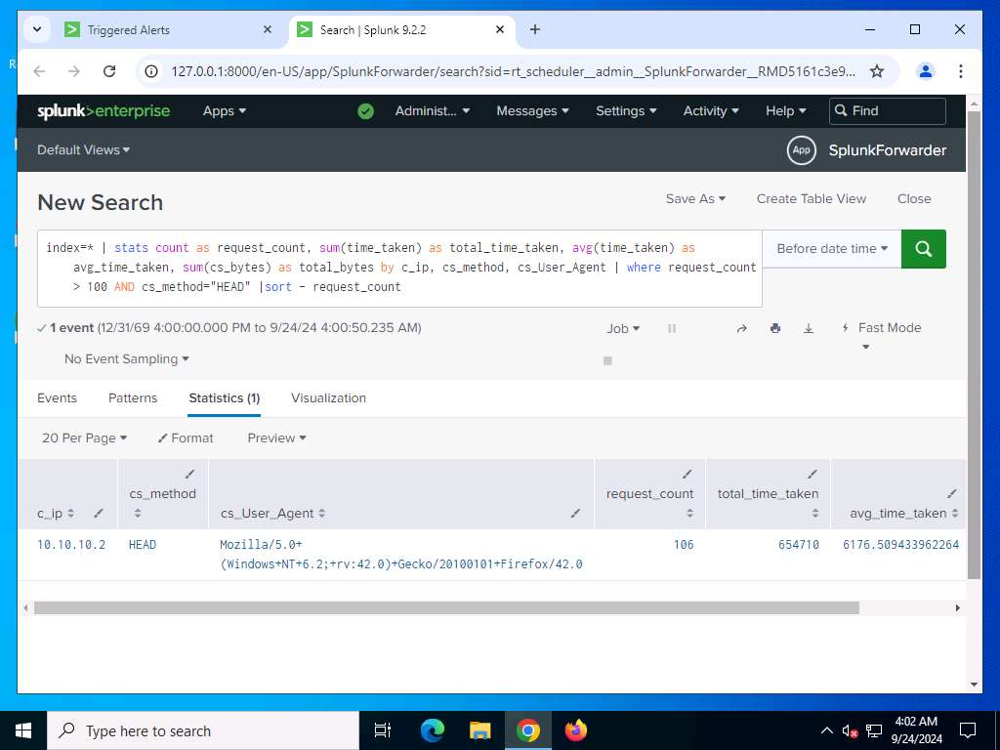 Triggered Alerts
Search | Splunk 9.2.2
127.0.0.1:8000/en-US/app/SplunkForwarder/search?sid=rt_scheduler__admin__SplunkForwarder__RMD5161c3e9...
splunk>enterprise
Apps
Administ...
Messages
Settings
Activity
Help
Find
Default Views
App
SplunkForwarder
New Search
Save As
Create Table View
Close
index=* | stats count as request_count, sum(time_taken) as total_time_taken, avg(time_taken) as
avg_time_taken, sum(cs_bytes) as total_bytes by c_ip, cs_method, cs_User_Agent | where request_count
> 100 AND cs_method="HEAD" |sort - request_count
Before date time
1 event (12/31/69 4:00:00.000 PM to 9/24/24 4:00:50.235 AM)
Job
Fast Mode
No Event Sampling
Events
Patterns
Statistics (1)
Visualization
20 Per Page
Format
Preview
c_ip
cs_method
cs_User_Agent
request_count
total_time_taken
avg_time_taken
10.10.10.2
HEAD
Mozilla/5.0+
(Windows+NT+6.2;+rv:42.0)+Gecko/20100101+Firefox/42.0
106
654710
6176.509433962264
Type here to search
4:02 AM
9/24/2024